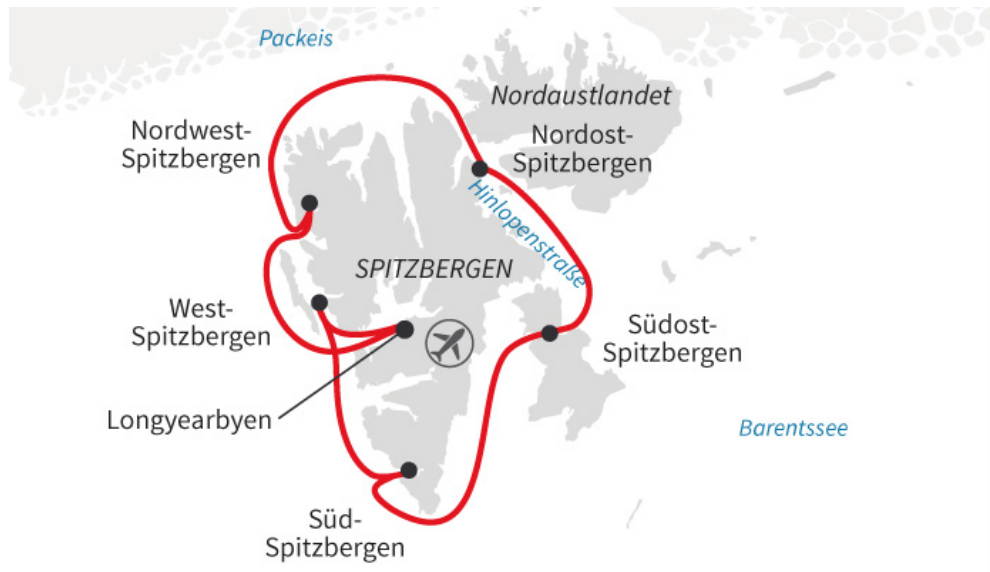 Packeis
Nordaustlandet
Nordwest-
Spitzbergen
Nordost-
Spitzbergen
Hinlopenstraße
SPITZBERGEN
West-
Spitzbergen
Südost-
Spitzbergen
Longyearbyen
Barentssee
Süd-
Spitzbergen